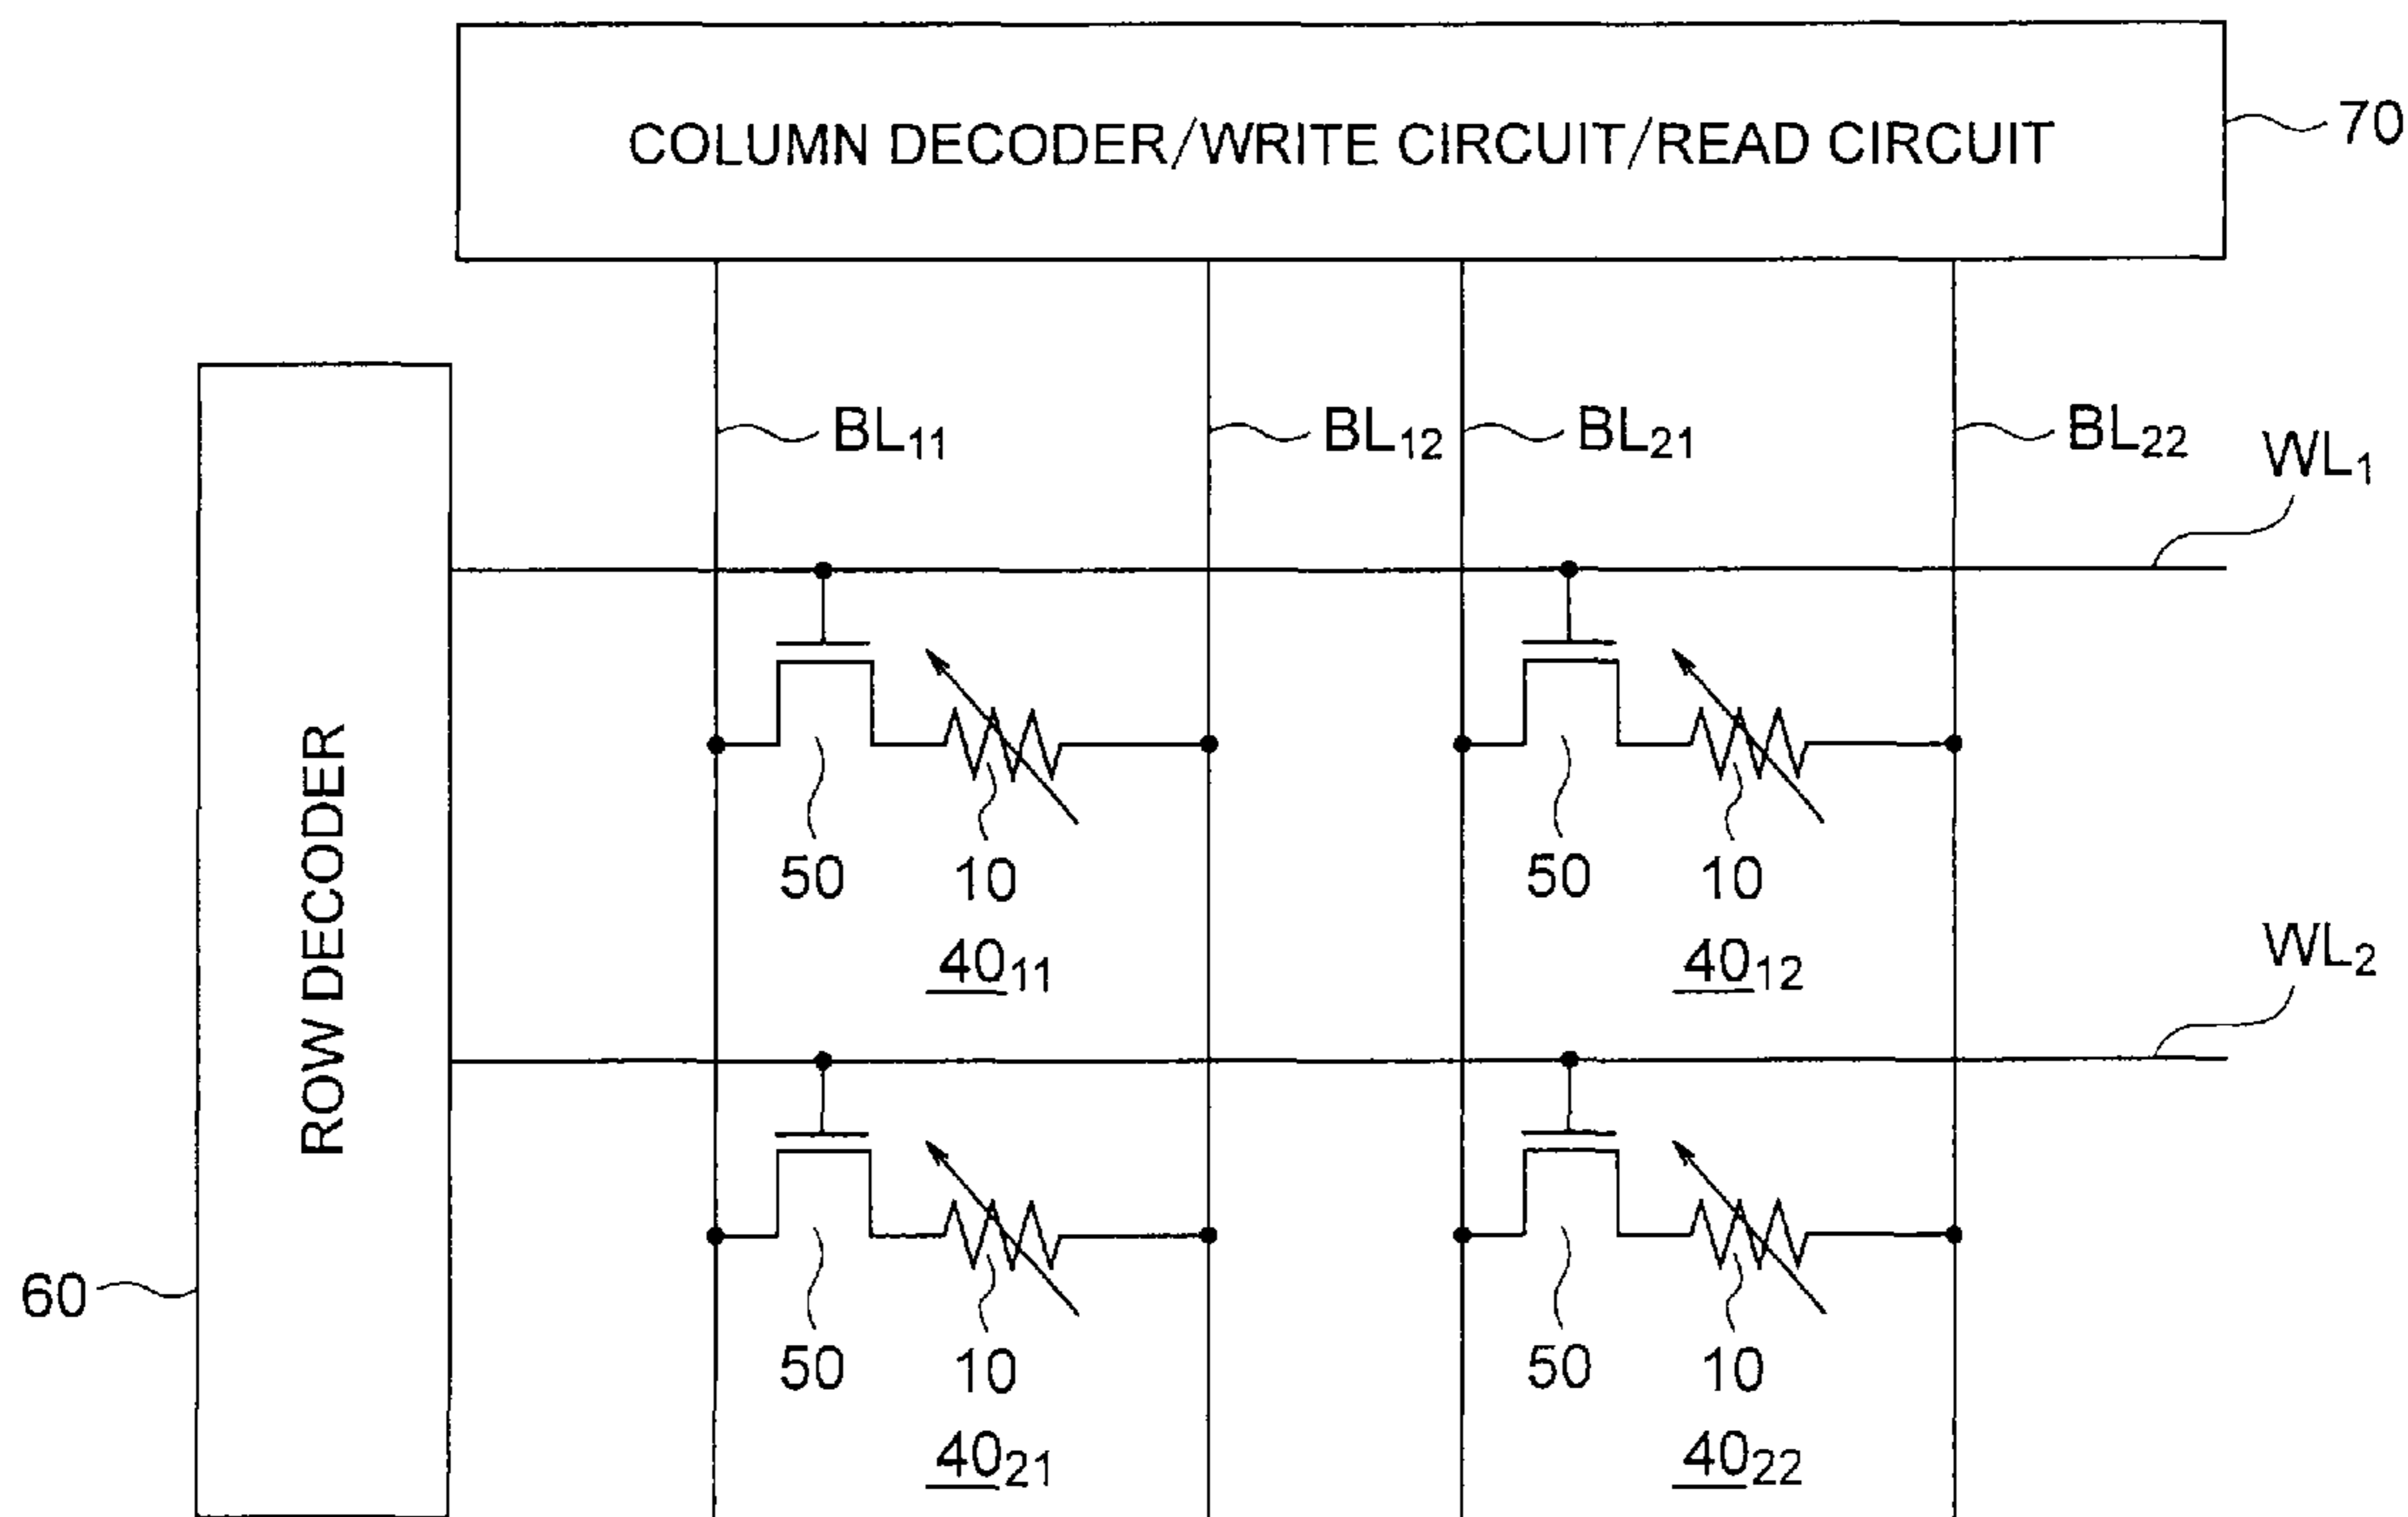 COLUMN DECODER/WRITE CIRCUIT/READ CIRCUIT
70
BL₁₁
BL₁₂
BL₂₁
BL₂₂
WL₁
50
10
50
10
40₁₁
40₁₂
WL₂
ROW DECODER
60
50
10
50
10
40₂₁
40₂₂